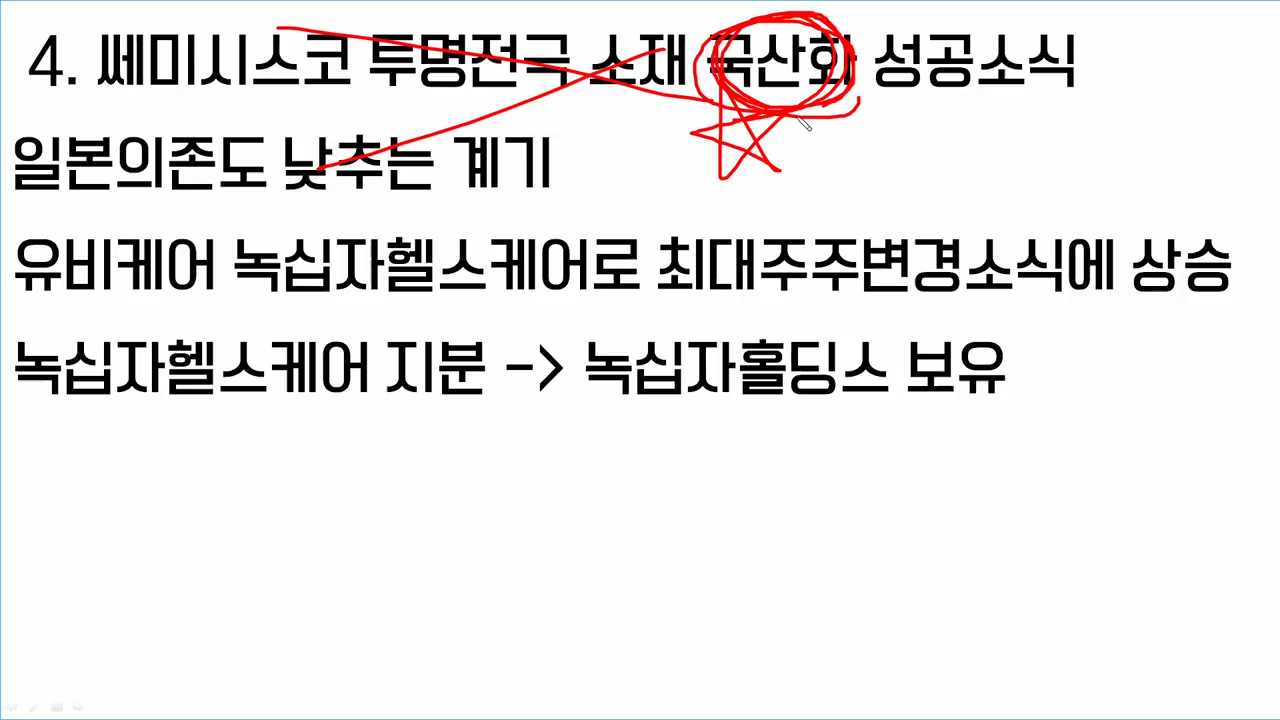 4. 쎄미시스코 투명전극 소재 국산화 성공소식
일본의존도 낮추는 계기
유비케어 녹십자헬스케어로 최대주주변경소식에 상승
녹십자헬스케어 지분 -> 녹십자홀딩스 보유